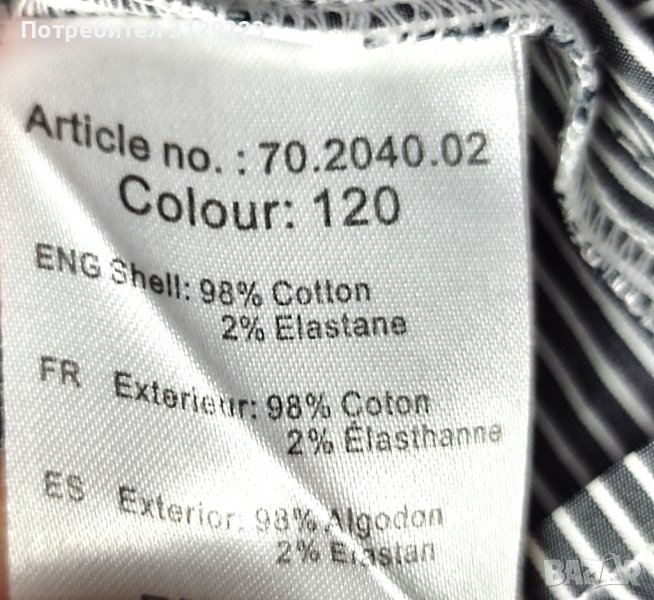 Article no. : 70.2040.02
Colour: 120
ENG Shell: 98% Cotton
2% Elastane
FR Exterieur: 98% Coton
2% Élasthanne
ES Exterior: 98% Algodon
2% Elastan
BAZAR